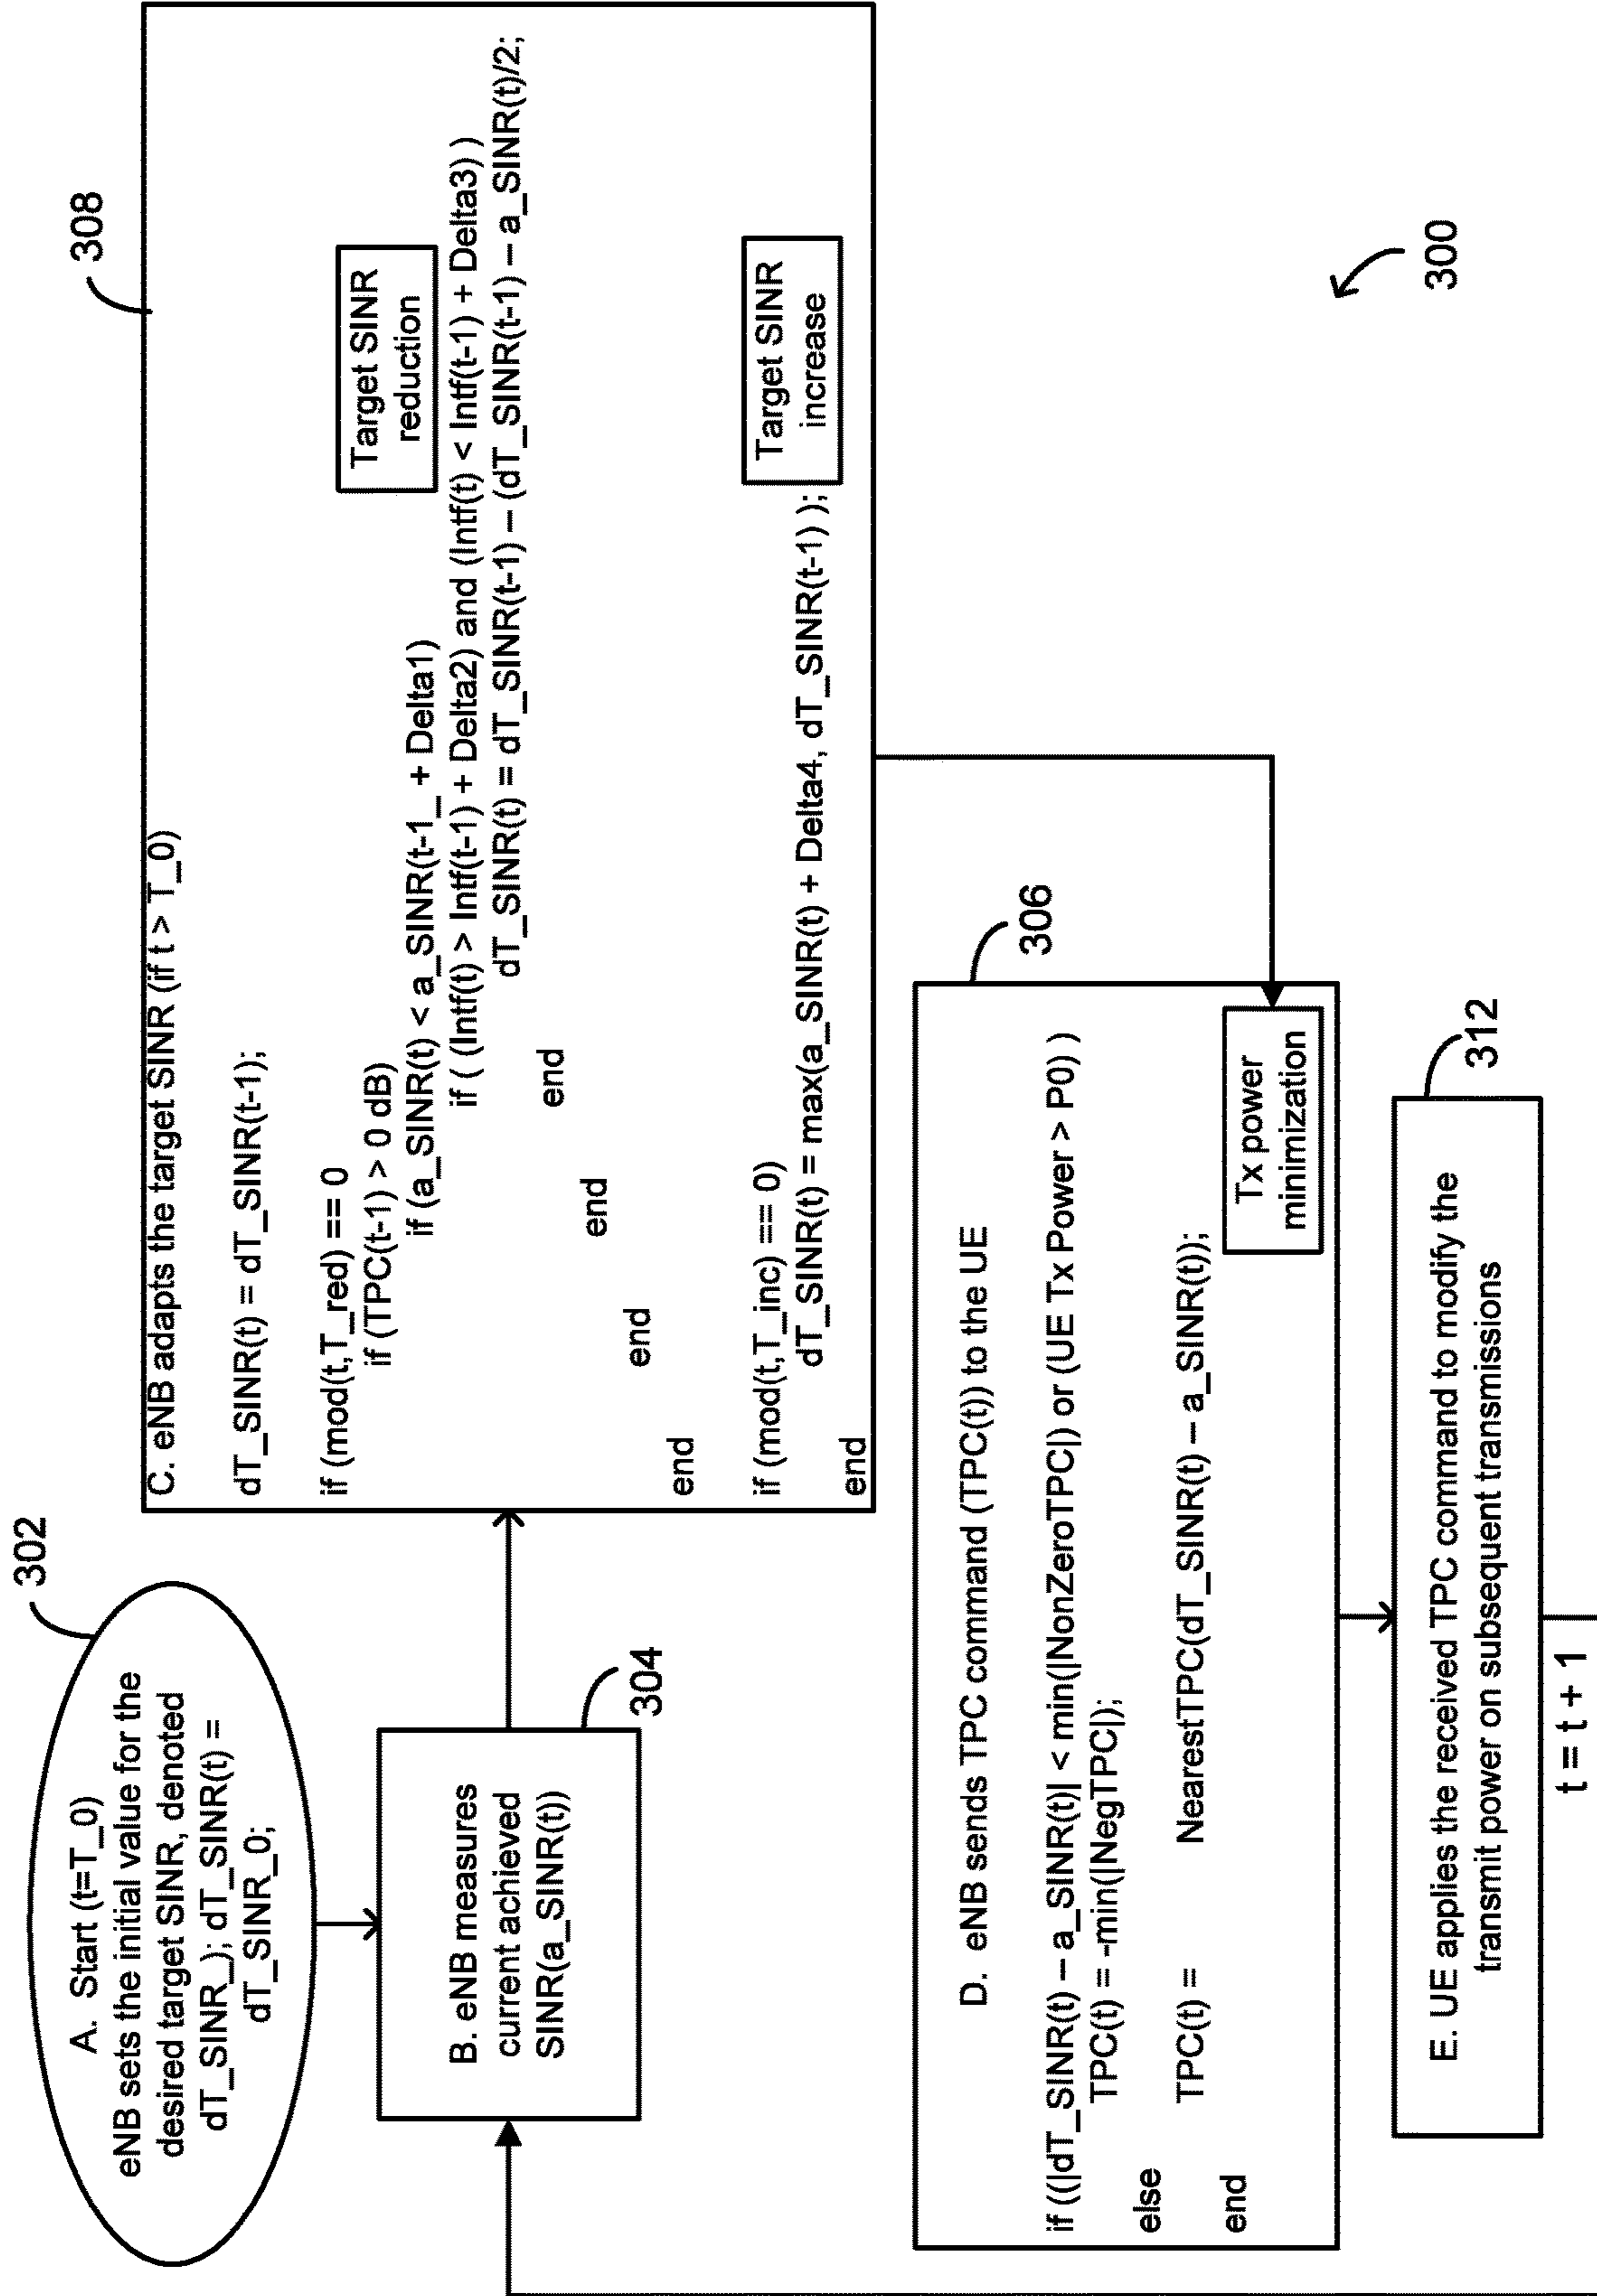 302
A. Start (t=T_0)
eNB sets the initial value for the
desired target SINR, denoted
dT_SINR_); dT_SINR(t) =
dT_SINR_0;
B. eNB measures
current achieved
SINR(a_SINR(t))
304
308
C. eNB adapts the target SINR (if t > T_0)
dT_SINR(t) = dT_SINR(t-1);
if (mod(t,T_red) == 0
if (TPC(t-1) > 0 dB)
if (a_SINR(t) < a_SINR(t-1_ + Delta1)
if ( (Intf(t) > Intf(t-1) + Delta2) and (Intf(t) < Intf(t-1) + Delta3) )
dT_SINR(t) = dT_SINR(t-1) – (dT_SINR(t-1) – a_SINR(t)/2;
end
end
end
end
Target SINR
reduction
if (mod(t,T_inc) == 0)
dT_SINR(t) = max(a_SINR(t) + Delta4, dT_SINR(t-1) );
end
Target SINR
increase
306
D. eNB sends TPC command (TPC(t)) to the UE
if ((|dT_SINR(t) – a_SINR(t)| < min(|NonZeroTPC|) or (UE Tx Power > P0) )
TPC(t) = -min(|NegTPC|);
else
TPC(t) = NearestTPC(dT_SINR(t) – a_SINR(t));
end
Tx power
minimization
312
E. UE applies the received TPC command to modify the
transmit power on subsequent transmissions
t = t + 1
300